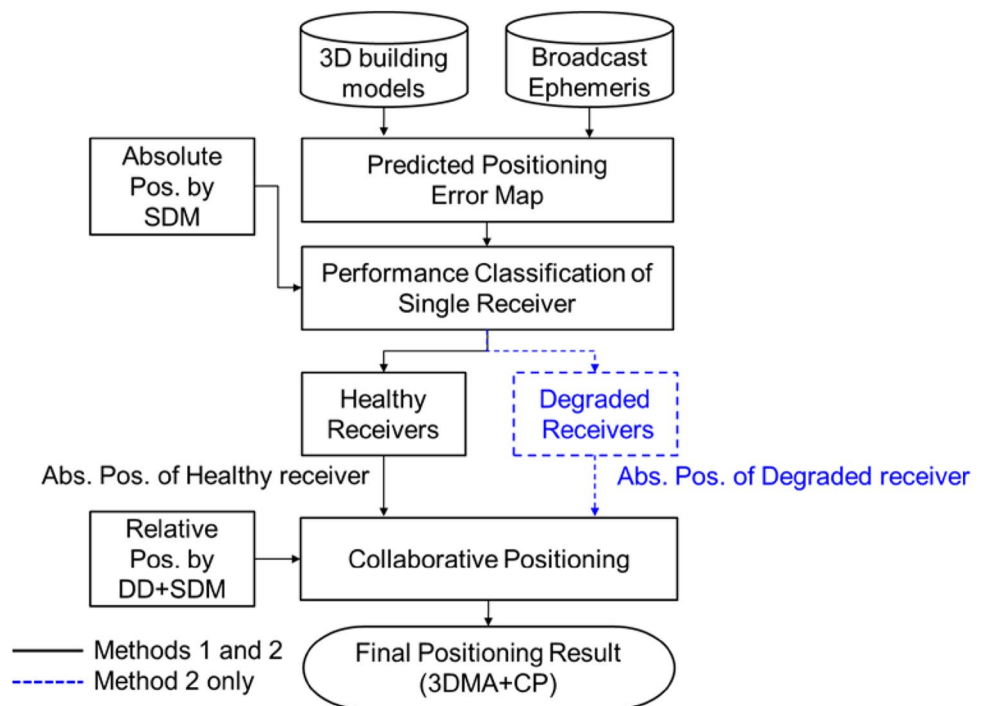 3D building
models
Broadcast
Ephemeris
Absolute
Pos. by
SDM
Predicted Positioning
Error Map
Performance Classification of
Single Receiver
Healthy
Receivers
Degraded
Receivers
Abs. Pos. of Healthy receiver
Abs. Pos. of Degraded receiver
Relative
Pos. by
DD+SDM
Collaborative Positioning
Methods 1 and 2
Method 2 only
Final Positioning Result
(3DMA+CP)